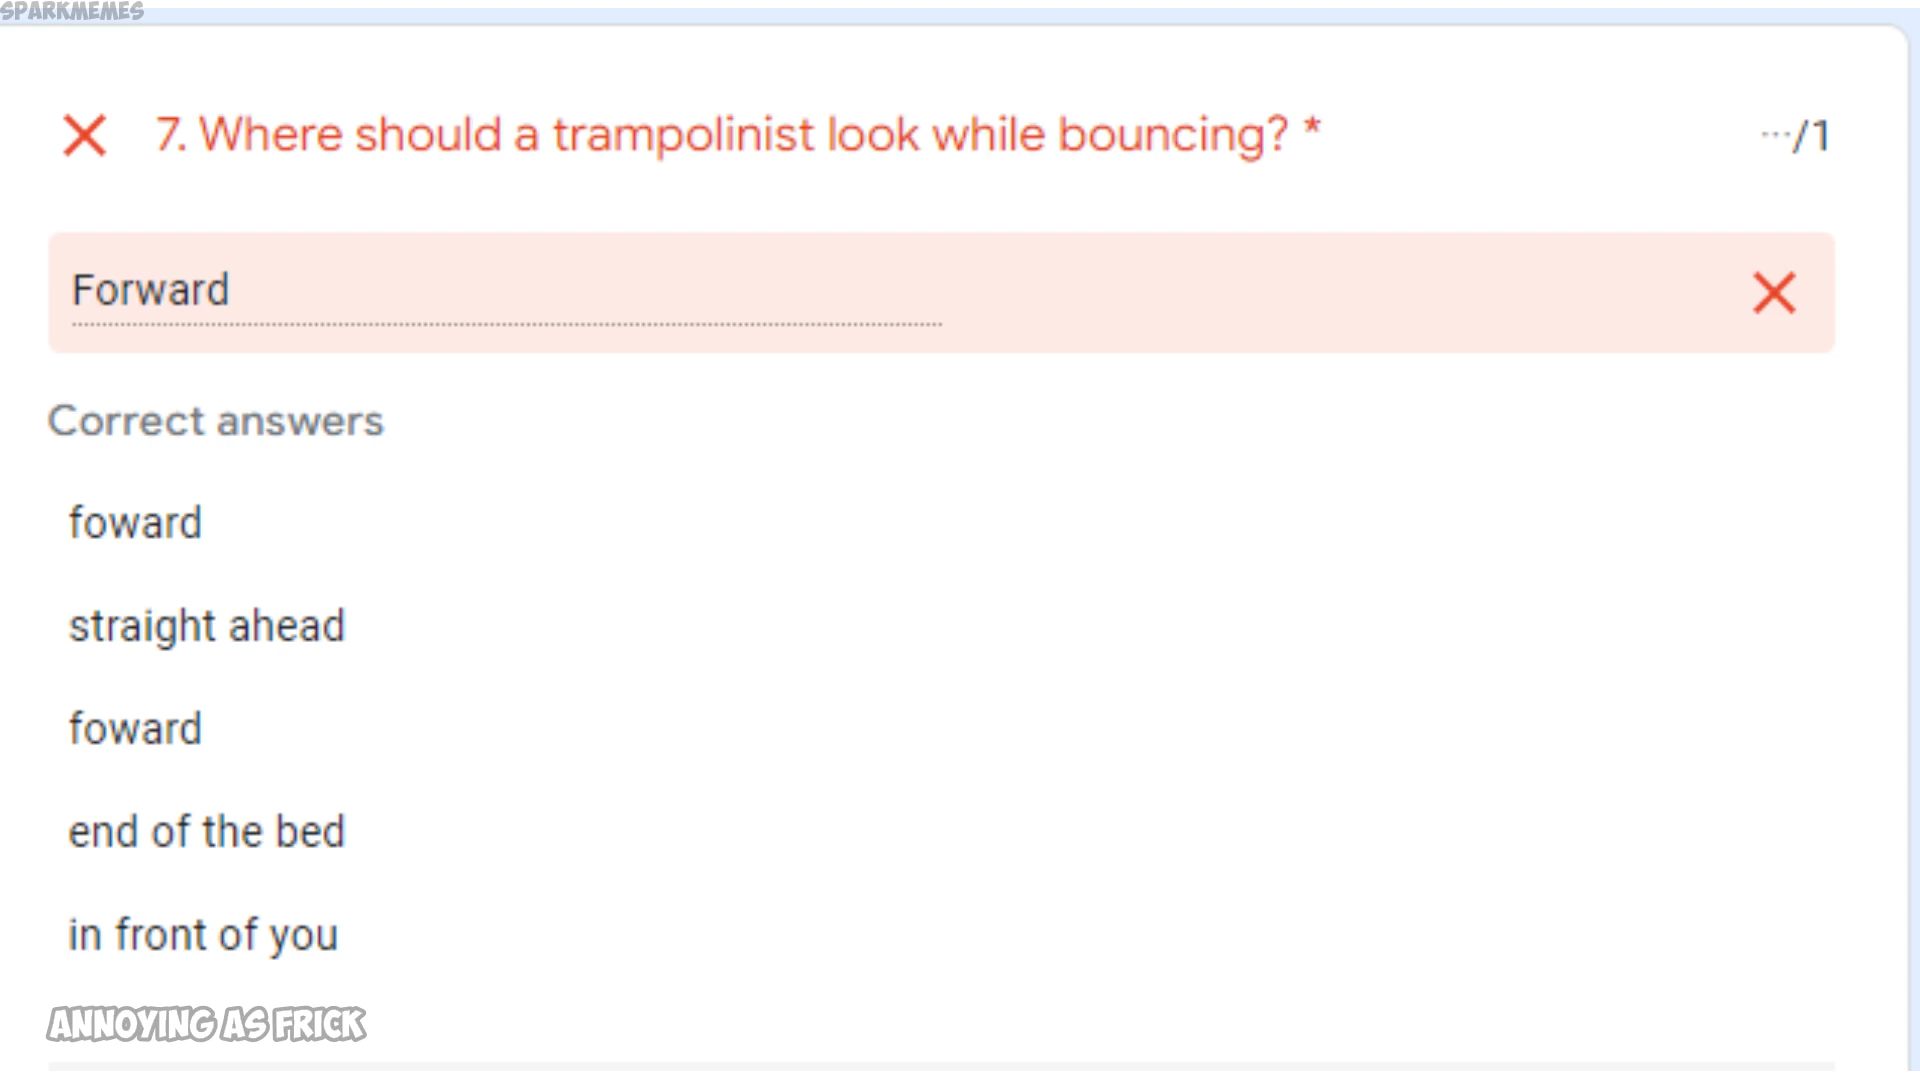 SPARKMEMES
7. Where should a trampolinist look while bouncing? *
···/1
Forward
Correct answers
foward
straight ahead
foward
end of the bed
in front of you
ANNOYING AS FRICK